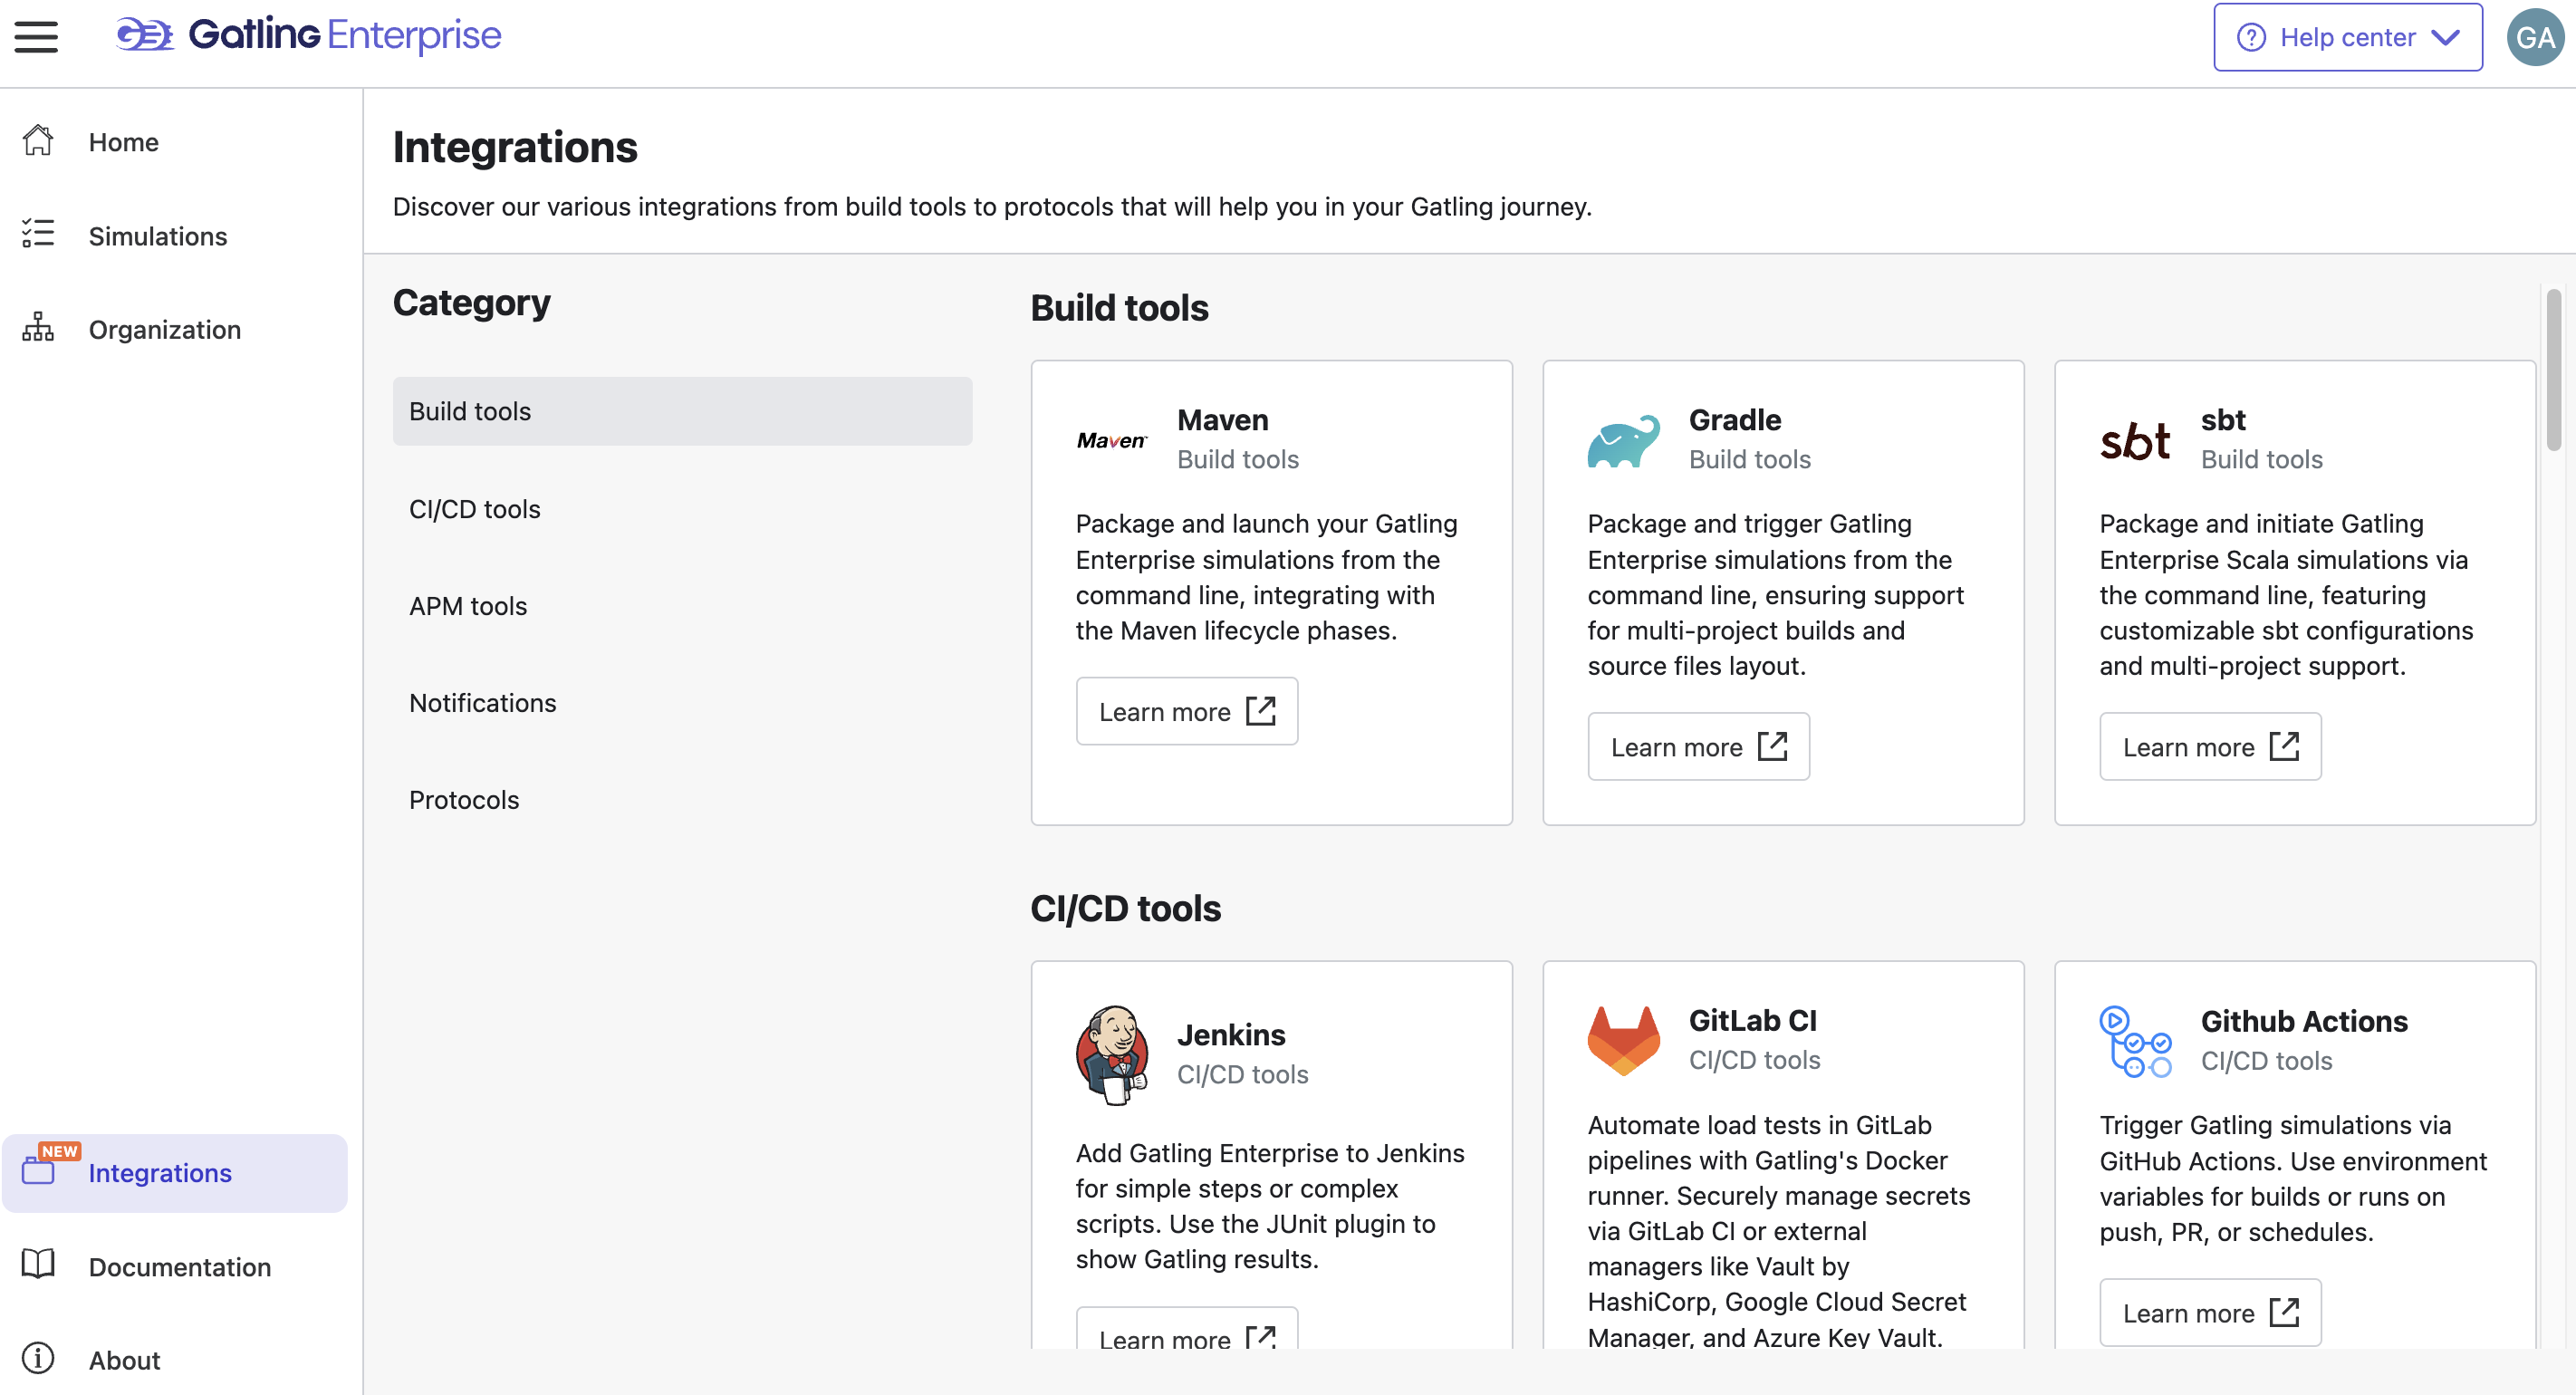 Gatling Enterprise
Help center
GA
Home
Simulations
Organization
NEW
Integrations
Documentation
About
Integrations
Discover our various integrations from build tools to protocols that will help you in your Gatling journey.
Category
Build tools
CI/CD tools
APM tools
Notifications
Protocols
Build tools
Maven
Maven
Build tools
Package and launch your Gatling
Enterprise simulations from the
command line, integrating with
the Maven lifecycle phases.
Learn more
Gradle
Build tools
Package and trigger Gatling
Enterprise simulations from the
command line, ensuring support
for multi-project builds and
source files layout.
Learn more
sbt
sbt
Build tools
Package and initiate Gatling
Enterprise Scala simulations via
the command line, featuring
customizable sbt configurations
and multi-project support.
Learn more
CI/CD tools
Jenkins
CI/CD tools
Add Gatling Enterprise to Jenkins
for simple steps or complex
scripts. Use the JUnit plugin to
show Gatling results.
Learn more
GitLab CI
CI/CD tools
Automate load tests in GitLab
pipelines with Gatling's Docker
runner. Securely manage secrets
via GitLab CI or external
managers like Vault by
HashiCorp, Google Cloud Secret
Manager, and Azure Key Vault.
Github Actions
CI/CD tools
Trigger Gatling simulations via
GitHub Actions. Use environment
variables for builds or runs on
push, PR, or schedules.
Learn more